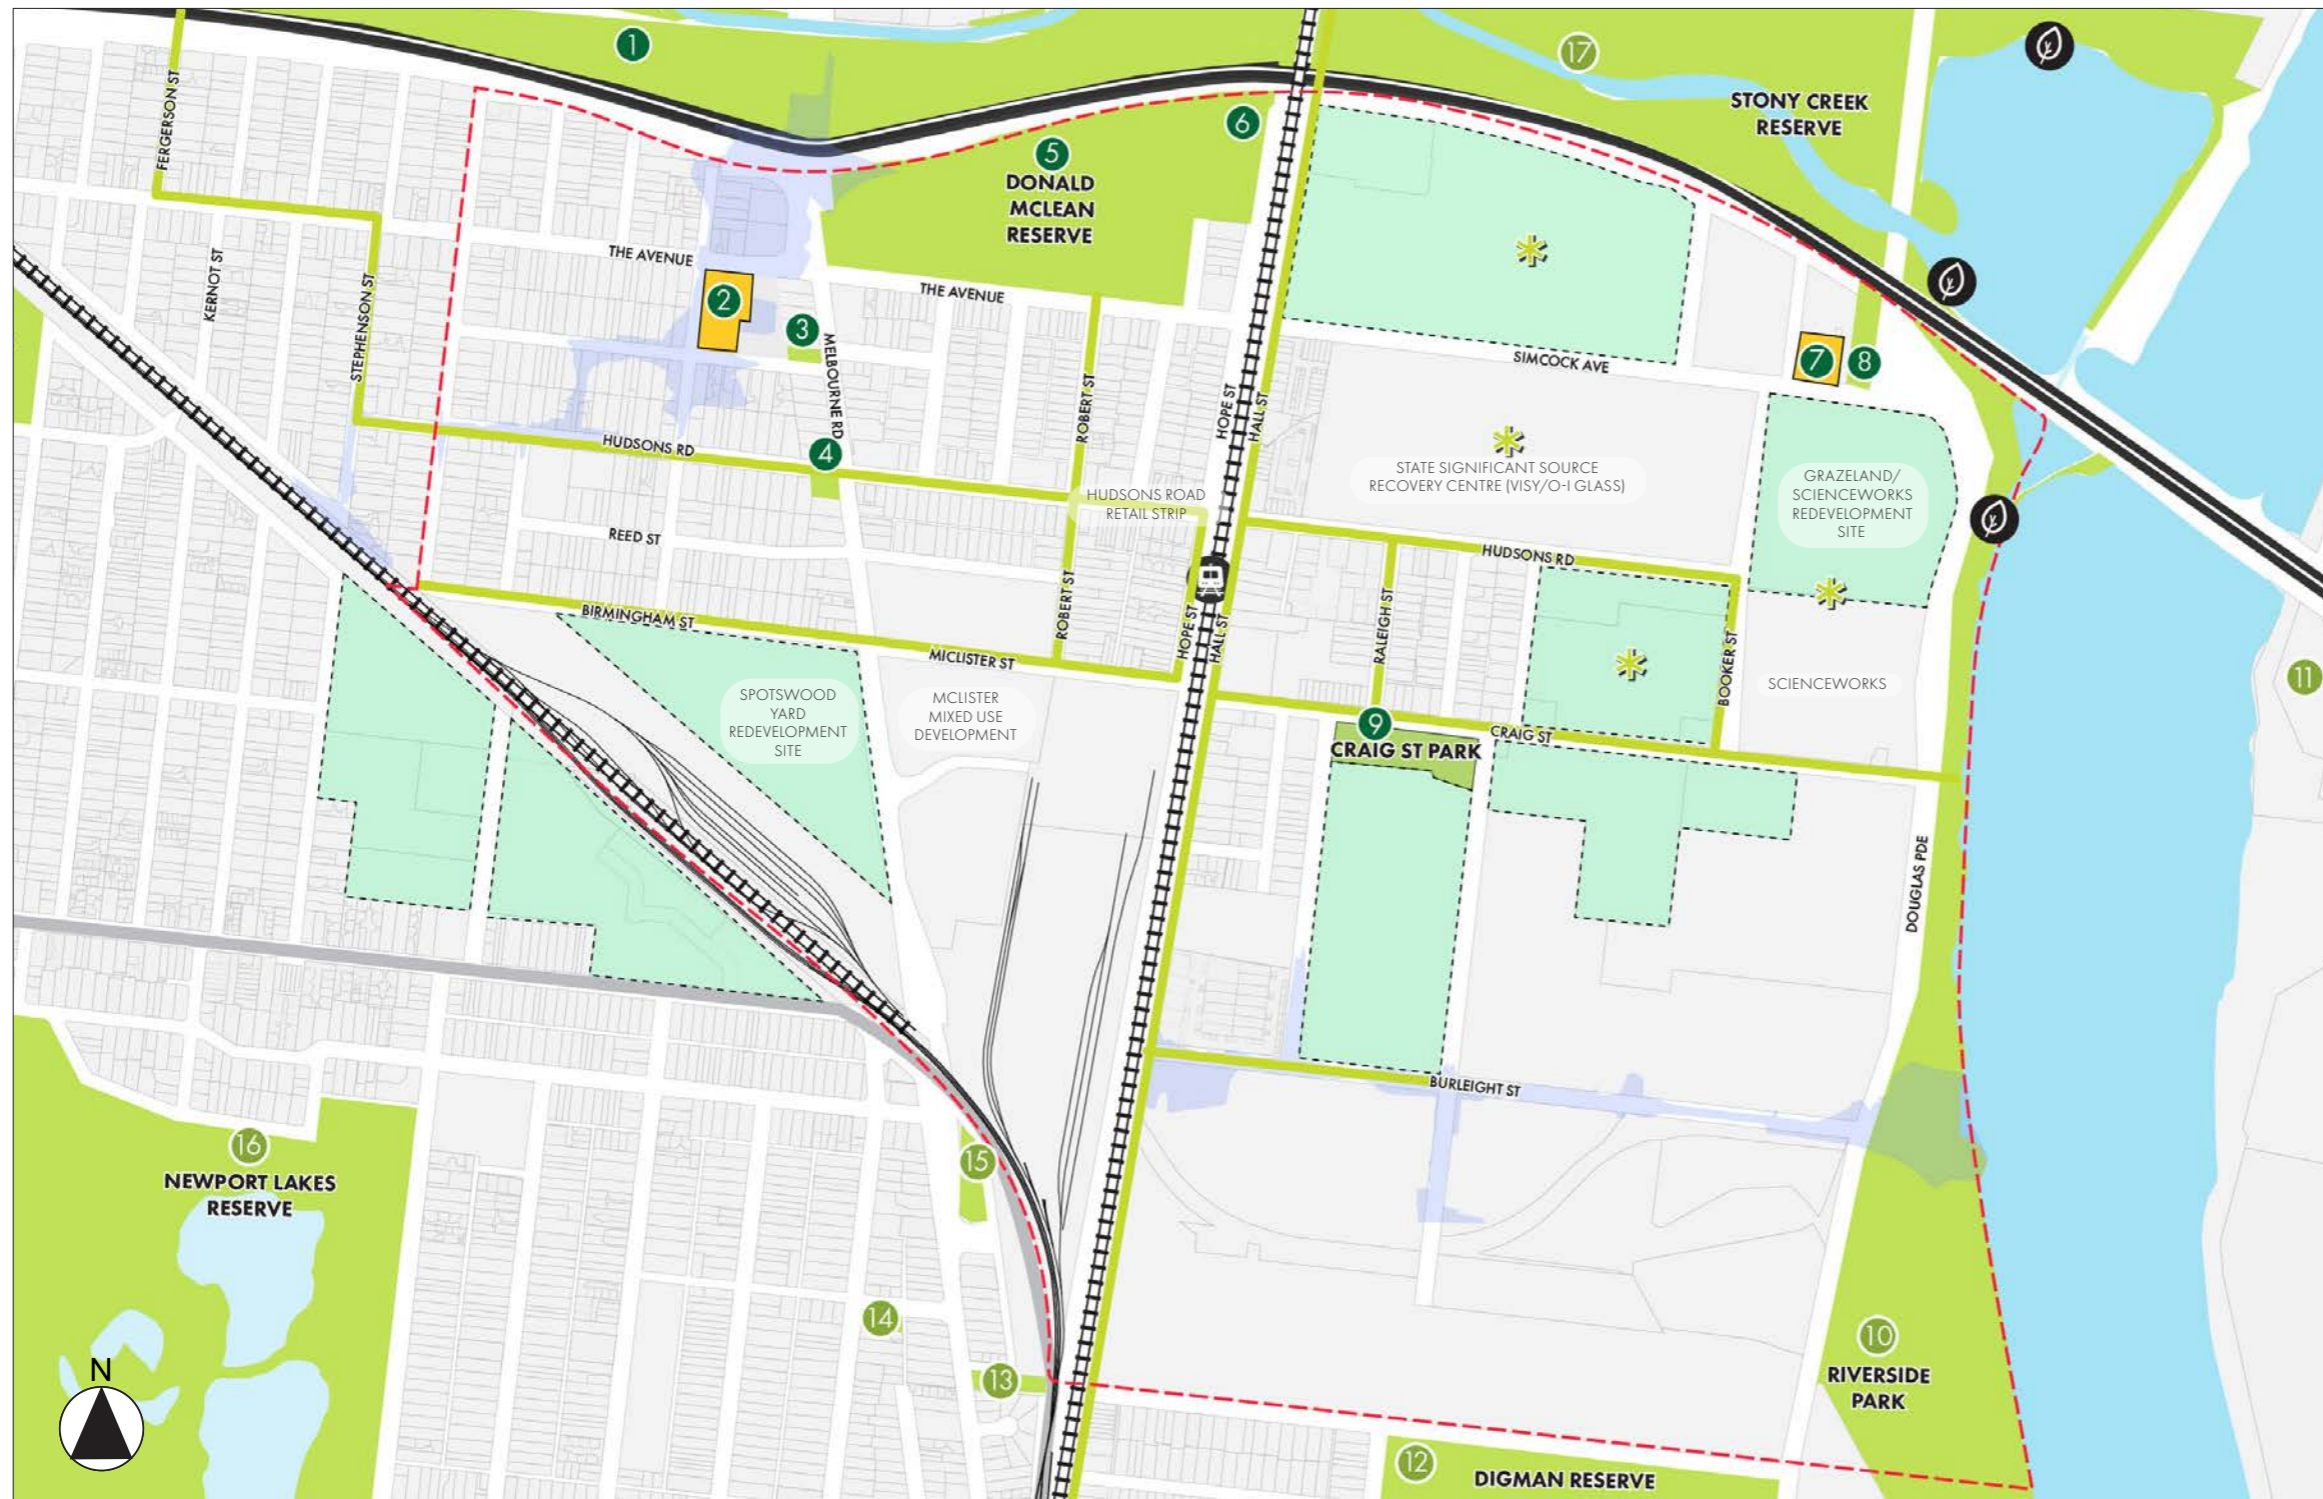 1
17
STONY CREEK
RESERVE
FERGERSON ST
6
5
DONALD
MCLEAN
RESERVE
THE AVENUE
THE AVENUE
KERNOT ST
STEPHENSON ST
2
3
MELBOURNE RD
ROBERT ST
HOPE ST
HALL ST
SIMCOCK AVE
7
8
HUDSONS RD
4
STATE SIGNIFICANT SOURCE
RECOVERY CENTRE (VISY/O-I GLASS)
GRAZELAND/
SCIENCEWORKS
REDEVELOPMENT
SITE
HUDSONS ROAD
RETAIL STRIP
REED ST
HUDSONS RD
BIRMINGHAM ST
ROBERT ST
HOPE ST
HALL ST
RALEIGH ST
BOOKER ST
MICLISTER ST
SCIENCEWORKS
11
SPOTSWOOD
YARD
REDEVELOPMENT
SITE
MCLISTER
MIXED USE
DEVELOPMENT
9
CRAIG ST PARK
CRAIG ST
DOUGLAS PDE
BURLEIGHT ST
16
NEWPORT LAKES
RESERVE
15
14
13
10
RIVERSIDE
PARK
N
12
DIGMAN RESERVE